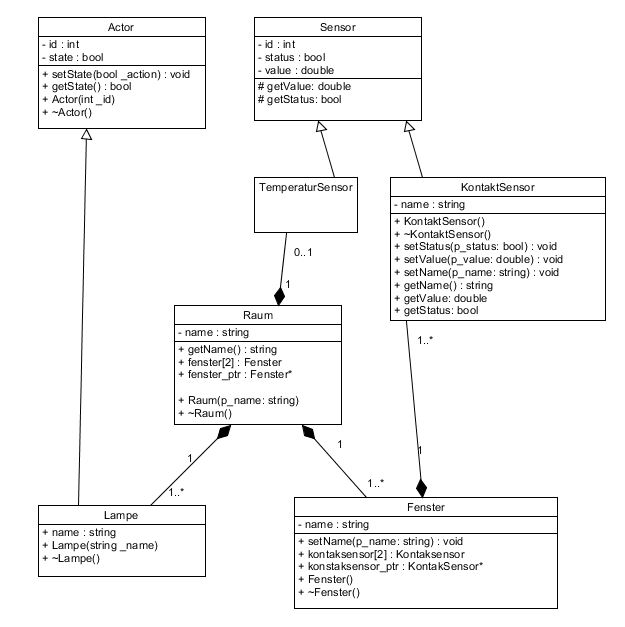 Actor
- id : int
- state : bool
+ setState(bool _action) : void
+ getState() : bool
+ Actor(int _id)
+ ~Actor()
Sensor
- id : int
- status : bool
- value : double
# getValue: double
# getStatus: bool
TemperaturSensor
KontaktSensor
- name : string
+ KontaktSensor()
+ ~KontaktSensor()
+ setStatus(p_status: bool) : void
+ setValue(p_value: double) : void
+ setName(p_name: string) : void
+ getName() : string
+ getValue: double
+ getStatus: bool
0..1
1
Raum
- name : string
+ getName() : string
+ fenster[2] : Fenster
+ fenster_ptr : Fenster*
+ Raum(p_name: string)
+ ~Raum()
1..*
1
1
1
1..*
1..*
Lampe
+ name : string
+ Lampe(string _name)
+ ~Lampe()
Fenster
- name : string
+ setName(p_name: string) : void
+ kontaksensor[2] : Kontaksensor
+ konstaksensor_ptr : KontakSensor*
+ Fenster()
+ ~Fenster()